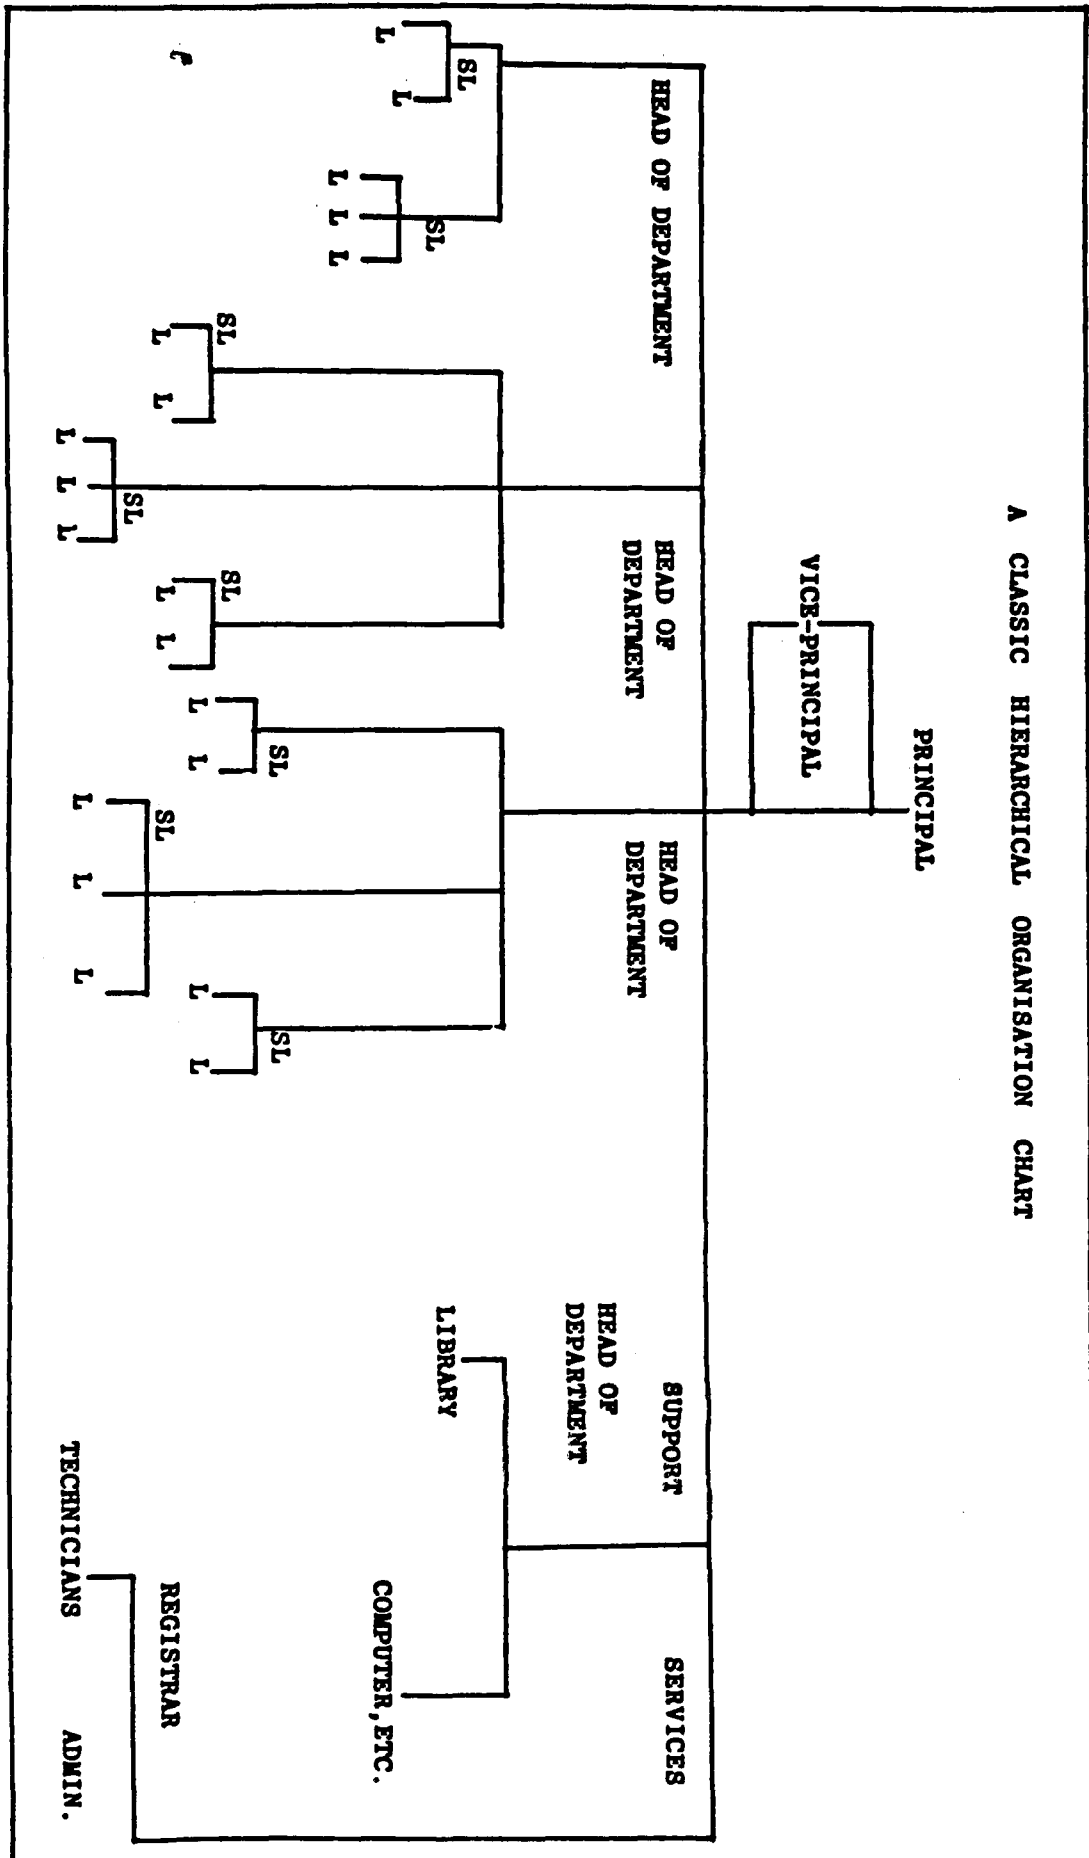 A CLASSIC HIERARCHICAL ORGANISATION CHART
PRINCIPAL
VICE-PRINCIPAL
HEAD OF DEPARTMENT
HEAD OF
DEPARTMENT
HEAD OF
DEPARTMENT
SUPPORT SERVICES
HEAD OF
DEPARTMENT
SL
L L
SL
L L L
SL
L L
SL
L L L
SL
L L
SL
L L
SL
L L L
SL
L L
LIBRARY
COMPUTER,ETC.
REGISTRAR
TECHNICIANS ADMIN.